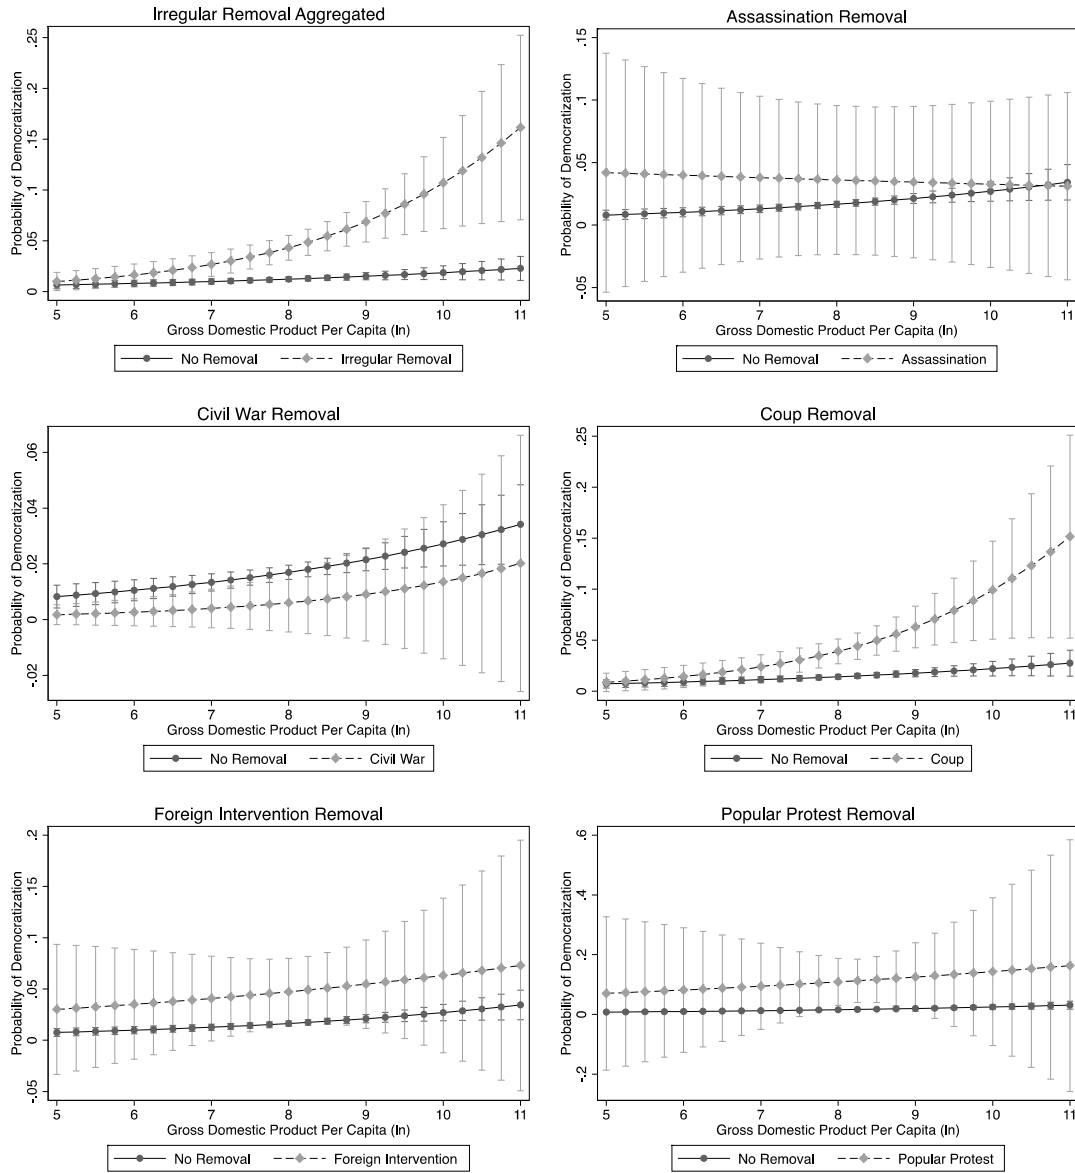 Irregular Removal Aggregated
Probability of Democratization
.25
.2
.15
.1
.05
0
5 6 7 8 9 10 11
Gross Domestic Product Per Capita (ln)
No Removal Irregular Removal
Assassination Removal
Probability of Democratization
.15
.1
.05
0
-.05
5 6 7 8 9 10 11
Gross Domestic Product Per Capita (ln)
No Removal Assassination
Civil War Removal
Probability of Democratization
.06
.04
.02
0
-.02
5 6 7 8 9 10 11
Gross Domestic Product Per Capita (ln)
No Removal Civil War
Coup Removal
Probability of Democratization
.25
.2
.15
.1
.05
0
5 6 7 8 9 10 11
Gross Domestic Product Per Capita (ln)
No Removal Coup
Foreign Intervention Removal
Probability of Democratization
.2
.15
.1
.05
0
-.05
5 6 7 8 9 10 11
Gross Domestic Product Per Capita (ln)
No Removal Foreign Intervention
Popular Protest Removal
Probability of Democratization
.6
.4
.2
0
-.2
5 6 7 8 9 10 11
Gross Domestic Product Per Capita (ln)
No Removal Popular Protest